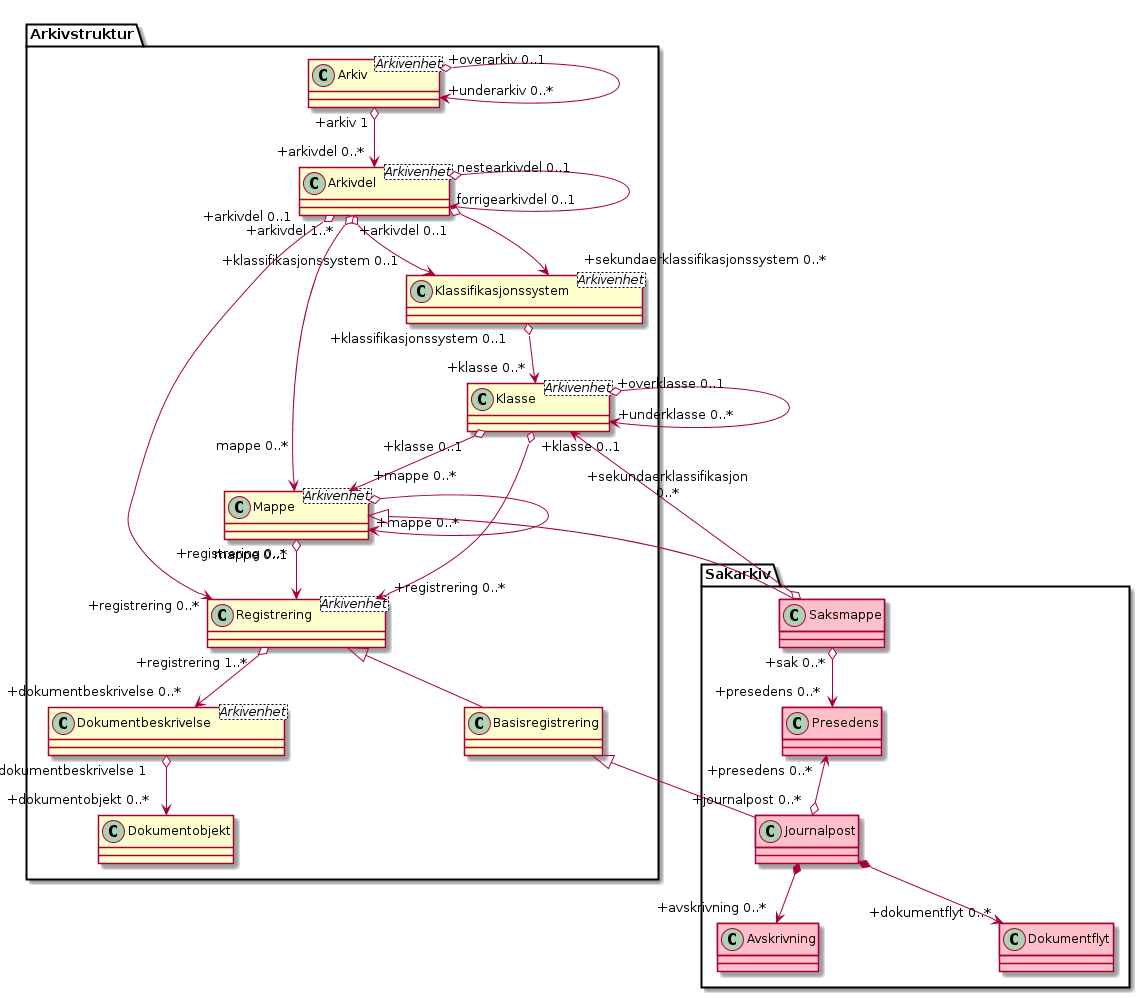 Arkivstruktur
Arkivenhet
C Arkiv
+overarkiv 0..1
+underarkiv 0..*
+arkiv 1
+arkivdel 0..*
Arkivenhet
C Arkivdel
nestearkivdel 0..1
forrigearkivdel 0..1
+arkivdel 0..1
+arkivdel 1..*
+arkivdel 0..1
+klassifikasjonssystem 0..1
+sekundaerklassifikasjonssystem 0..*
Arkivenhet
C Klassifikasjonssystem
+klassifikasjonssystem 0..1
+klasse 0..*
Arkivenhet
C Klasse
+overklasse 0..1
+underklasse 0..*
mappe 0..*
+klasse 0..1
+klasse 0..1
+mappe 0..*
+sekundaerklassifikasjon
0..*
Arkivenhet
C Mappe
+mappe 0..*
+registrering 0..*
mappe 0..1
Sakarkiv
+registrering 0..*
+registrering 0..*
Arkivenhet
C Registrering
C Saksmappe
+registrering 1..*
+sak 0..*
+dokumentbeskrivelse 0..*
+presedens 0..*
Arkivenhet
C Dokumentbeskrivelse
C Basisregistrering
C Presedens
dokumentbeskrivelse 1
+presedens 0..*
+dokumentobjekt 0..*
+journalpost 0..*
C Dokumentobjekt
C Journalpost
+avskrivning 0..*
+dokumentflyt 0..*
C Avskrivning
C Dokumentflyt